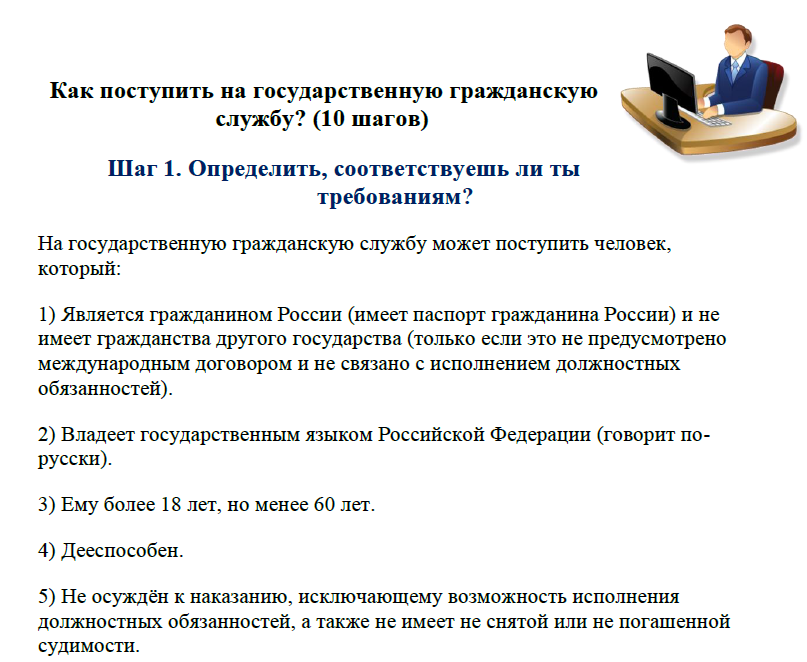 Как поступить на государственную гражданскую
службу? (10 шагов)
Шаг 1. Определить, соответствуешь ли ты
требованиям?
На государственную гражданскую службу может поступить человек,
который:
1) Является гражданином России (имеет паспорт гражданина России) и не
имеет гражданства другого государства (только если это не предусмотрено
международным договором и не связано с исполнением должностных
обязанностей).
2) Владеет государственным языком Российской Федерации (говорит по-
русски).
3) Ему более 18 лет, но менее 60 лет.
4) Дееспособен.
5) Не осуждён к наказанию, исключающему возможность исполнения
должностных обязанностей, а также не имеет не снятой или не погашенной
судимости.